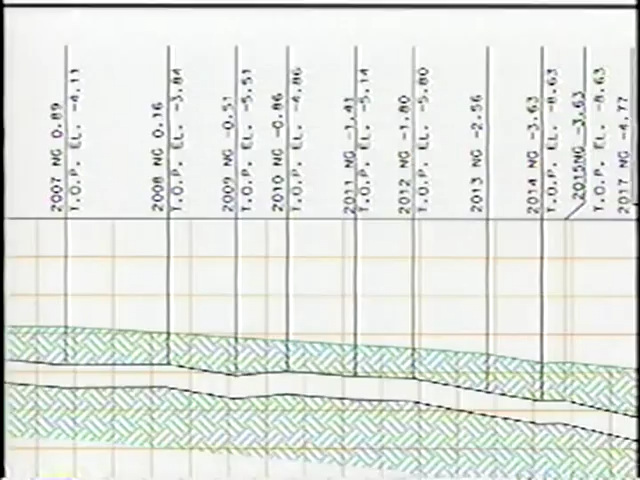 2007 NG 0.89
T.O.P. EL. -4.11
2008 NG 0.16
T.O.P. EL. -3.84
2009 NG -0.51
T.O.P. EL. -5.51
2010 NG -0.86
T.O.P. EL. -4.86
2011 NG -1.41
T.O.P. EL. -5.14
2012 NG -1.80
T.O.P. EL. -5.80
2013 NG -2.56
2014 NG -3.63
T.O.P. EL. -8.63
2015NG -3.63
T.O.P. EL. -8.63
2017 NG -4.77